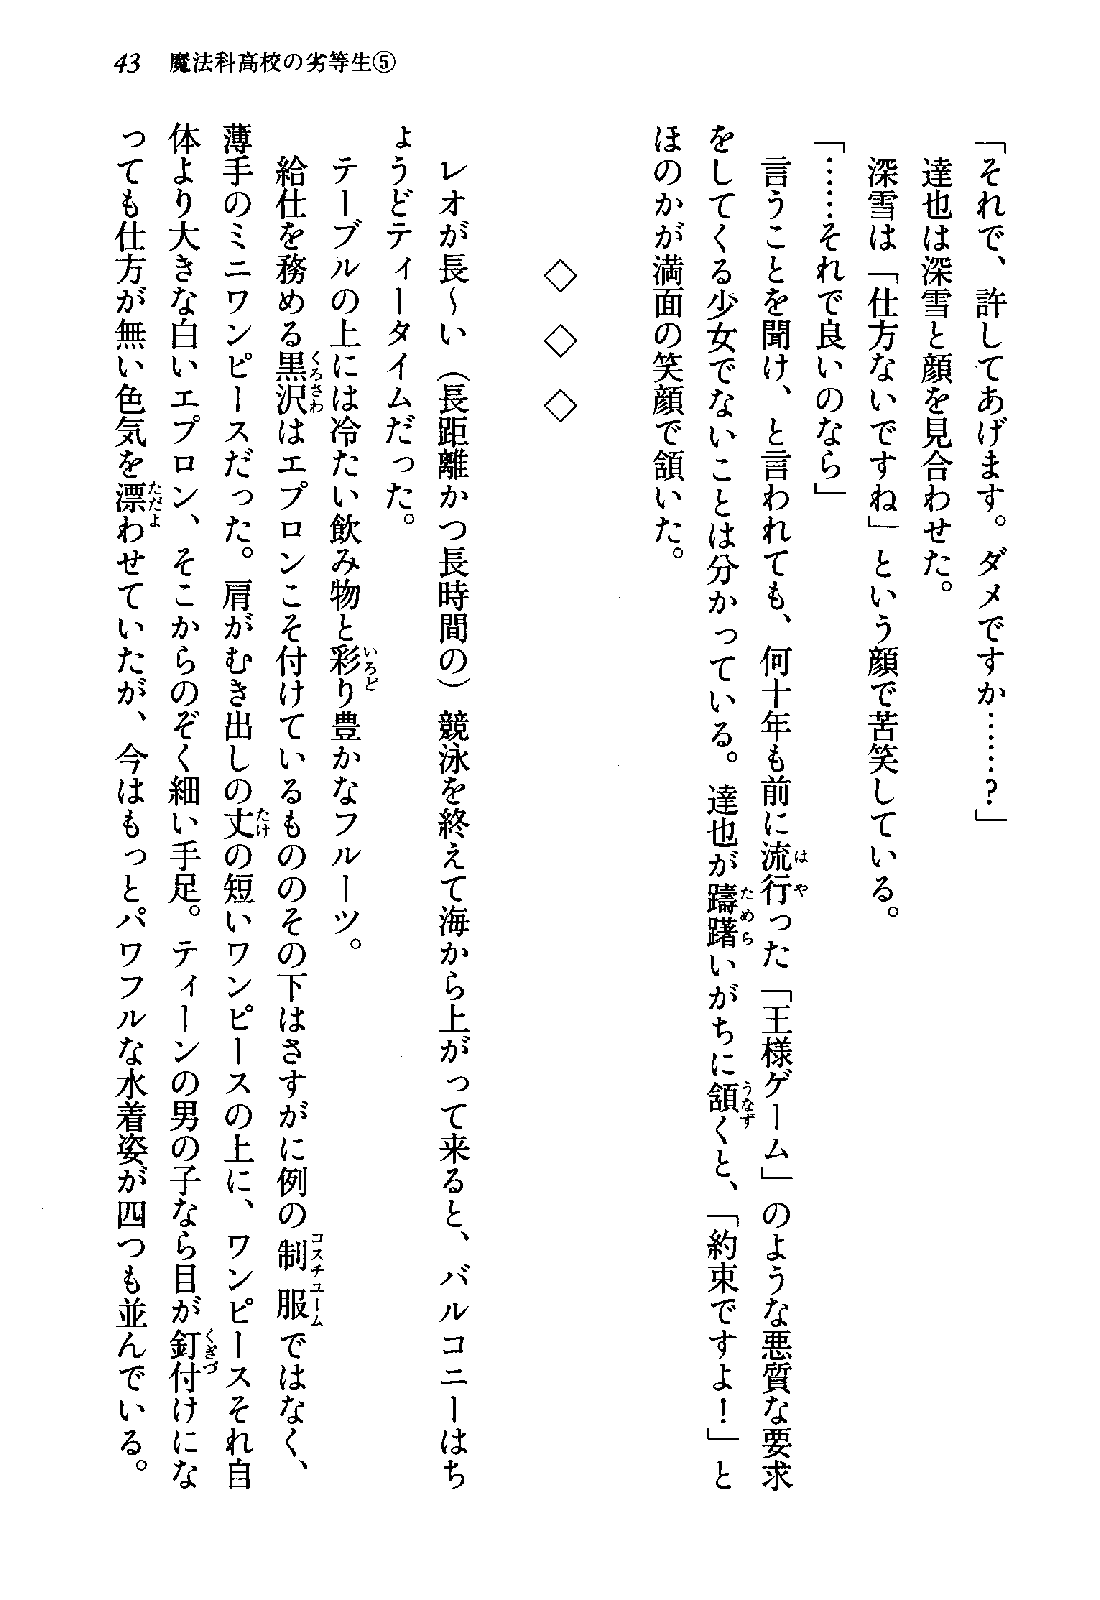 43　魔法科高校の劣等生⑤
「それで、許してあげます。ダメですか……？」
達也は深雪と顔を見合わせた。
深雪は「仕方ないですね」という顔で苦笑している。
「……それで良いのなら」
言うことを聞け、と言われても、何十年も前に流行った「王様ゲーム」のような悪質な要求
をしてくる少女でないことは分かっている。達也が躊躇いがちに頷くと、「約束ですよ！」と
ほのかが満面の笑顔で頷いた。
◇　◇　◇
レオが長〜い（長距離かつ長時間の）競泳を終えて海から上がって来ると、バルコニーはち
ょうどティータイムだった。
テーブルの上には冷たい飲み物と彩り豊かなフルーツ。
給仕を務める黒沢はエプロンこそ付けているもののその下はさすがに例の制服ではなく、
薄手のミニワンピースだった。肩がむき出しの丈の短いワンピースの上に、ワンピースそれ自
体より大きな白いエプロン、そこからのぞく細い手足。ティーンの男の子なら目が釘付けにな
っても仕方が無い色気を漂わせていたが、今はもっとパワフルな水着姿が四つも並んでいる。